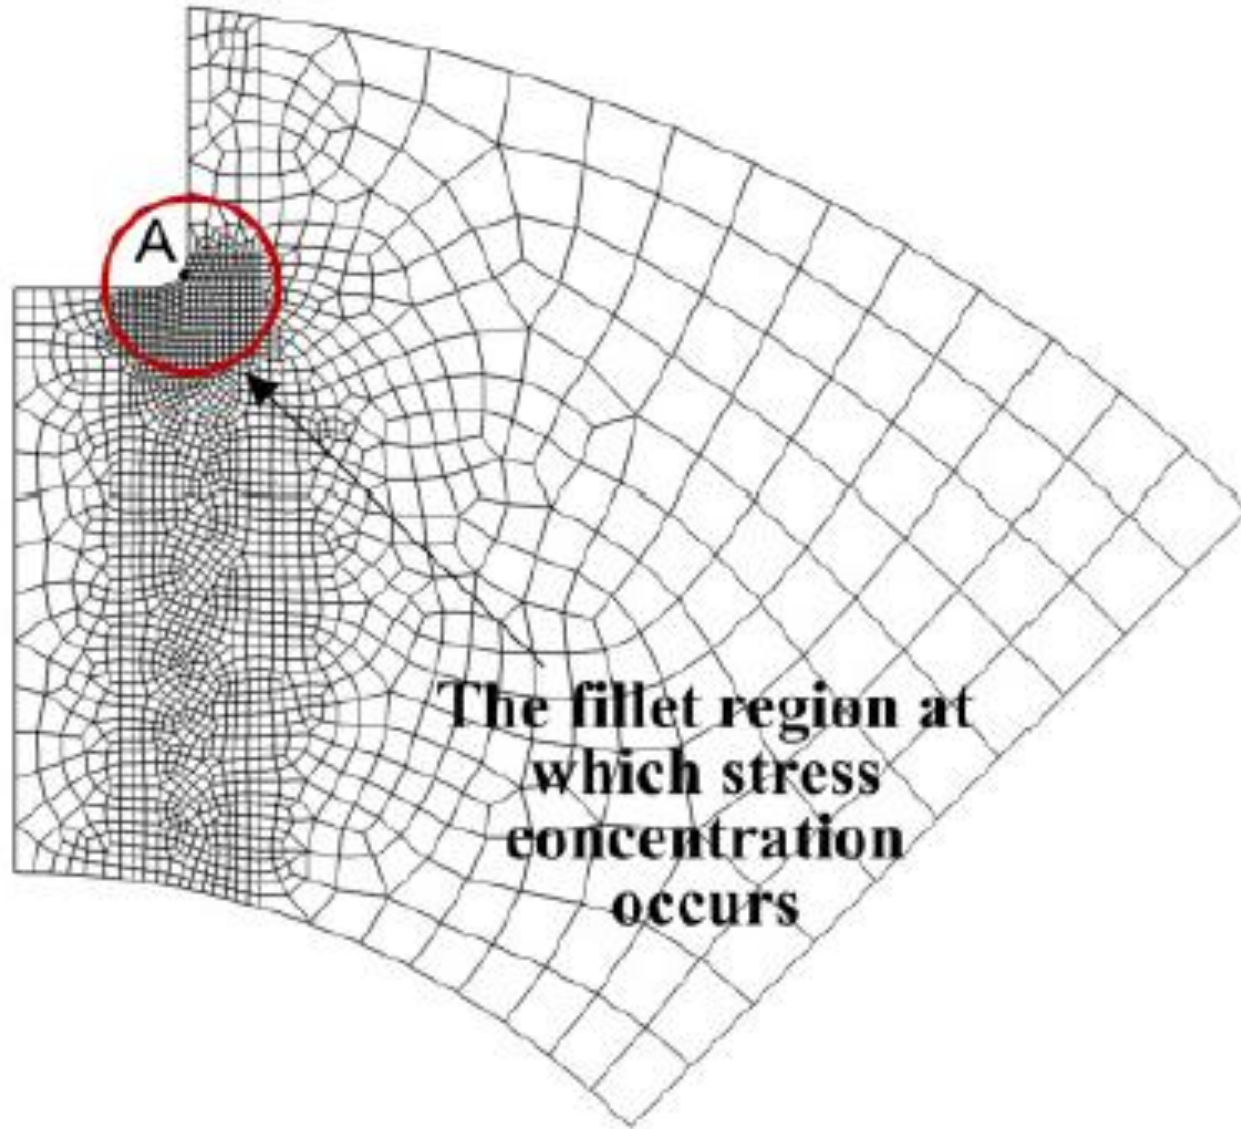 A
The fillet region at
which stress
concentration
occurs